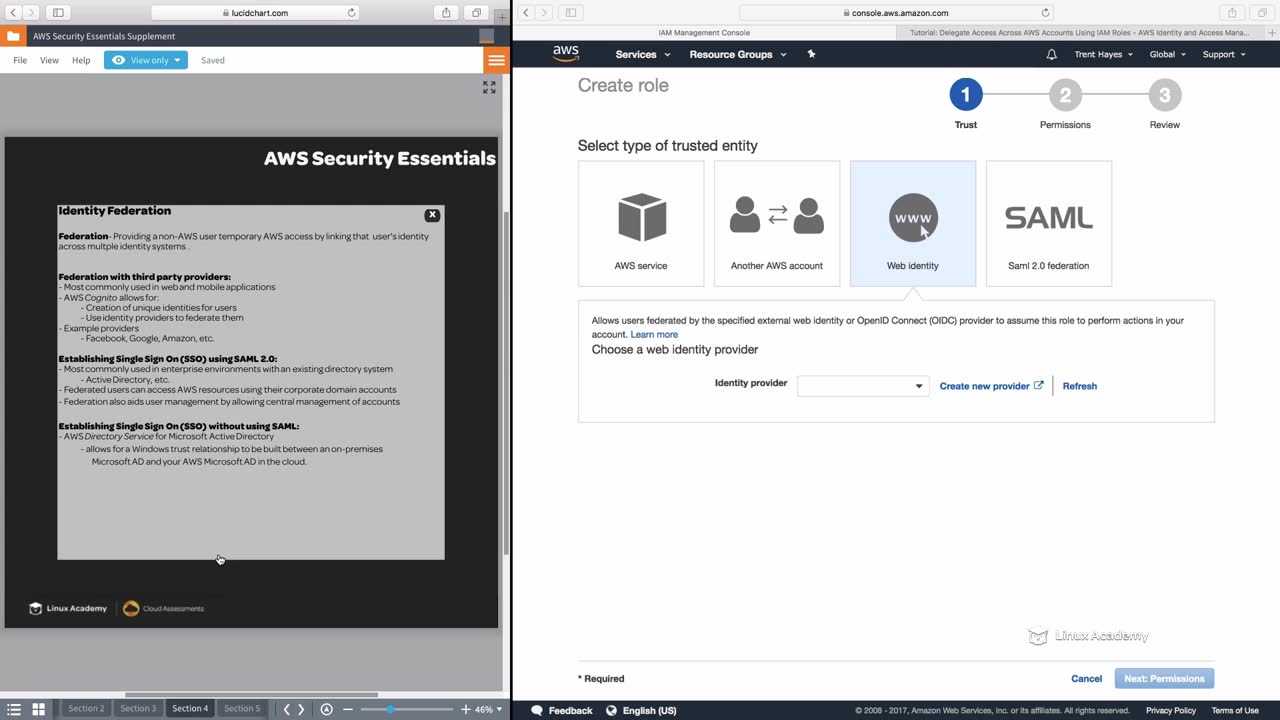 lucidchart.com
AWS Security Essentials Supplement
File View Help View only Saved
AWS Security Essentials
Identity Federation
X
Federation- Providing a non-AWS user temporary AWS access by linking that user's identity
across multple identity systems .
Federation with third party providers:
- Most commonly used in web and mobile applications
- AWS Cognito allows for:
- Creation of unique identities for users
- Use identity providers to federate them
- Example providers
- Facebook, Google, Amazon, etc.
Establishing Single Sign On (SSO) using SAML 2.0:
- Most commonly used in enterprise environments with an existing directory system
- Active Directory, etc.
- Federated users can access AWS resources using their corporate domain accounts
- Federation also aids user management by allowing central management of accounts
Establishing Single Sign On (SSO) without using SAML:
- AWS Directory Service for Microsoft Active Directory
- allows for a Windows trust relationship to be built between an on-premises
Microsoft AD and your AWS Microsoft AD in the cloud.
Linux Academy Cloud Assessments
Section 2 Section 3 Section 4 Section 5 46%
console.aws.amazon.com
IAM Management Console Tutorial: Delegate Access Across AWS Accounts Using IAM Roles - AWS Identity and Access Mana...
aws Services Resource Groups Trent Hayes Global Support
Create role
1 2 3
Trust Permissions Review
Select type of trusted entity
www SAML
AWS service Another AWS account Web identity Saml 2.0 federation
Allows users federated by the specified external web identity or OpenID Connect (OIDC) provider to assume this role to perform actions in your
account. Learn more
Choose a web identity provider
Identity provider Create new provider Refresh
Linux Academy
* Required Cancel Next: Permissions
Feedback English (US) © 2008 - 2017, Amazon Web Services, Inc. or its affiliates. All rights reserved. Privacy Policy Terms of Use